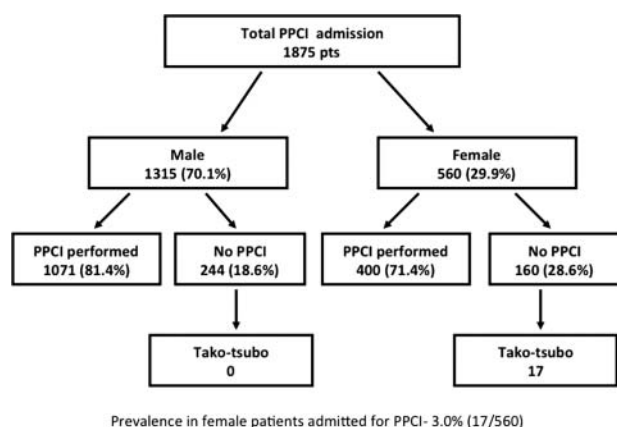 Total PPCI admission
1875 pts
Male
1315 (70.1%)
Female
560 (29.9%)
PPCI performed
1071 (81.4%)
No PPCI
244 (18.6%)
PPCI performed
400 (71.4%)
No PPCI
160 (28.6%)
Tako-tsubo
0
Tako-tsubo
17
Prevalence in female patients admitted for PPCI- 3.0% (17/560)